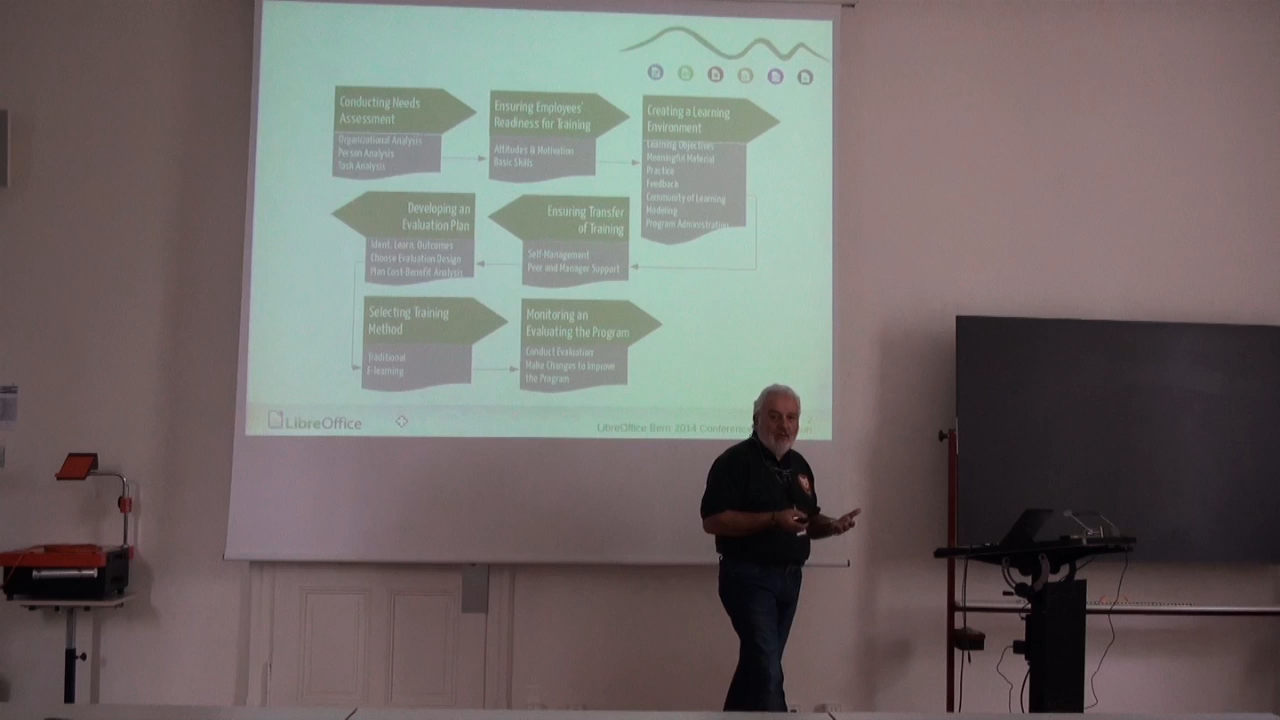 Conducting Needs
Assessment
Organizational Analysis
Person Analysis
Task Analysis
Ensuring Employees'
Readiness for Training
Attitudes & Motivation
Basic Skills
Creating a Learning
Environment
Learning Objectives
Meaningful Material
Practice
Feedback
Community of Learning
Modeling
Program Administration
Ensuring Transfer
of Training
Self-Management
Peer and Manager Support
Developing an
Evaluation Plan
Ident. Learn. Outcomes
Choose Evaluation Design
Plan Cost-Benefit Analysis
Selecting Training
Method
Traditional
E-learning
Monitoring an
Evaluating the Program
Conduct Evaluation
Make Changes to Improve
the Program
LibreOffice
LibreOffice Bern 2014 Conference